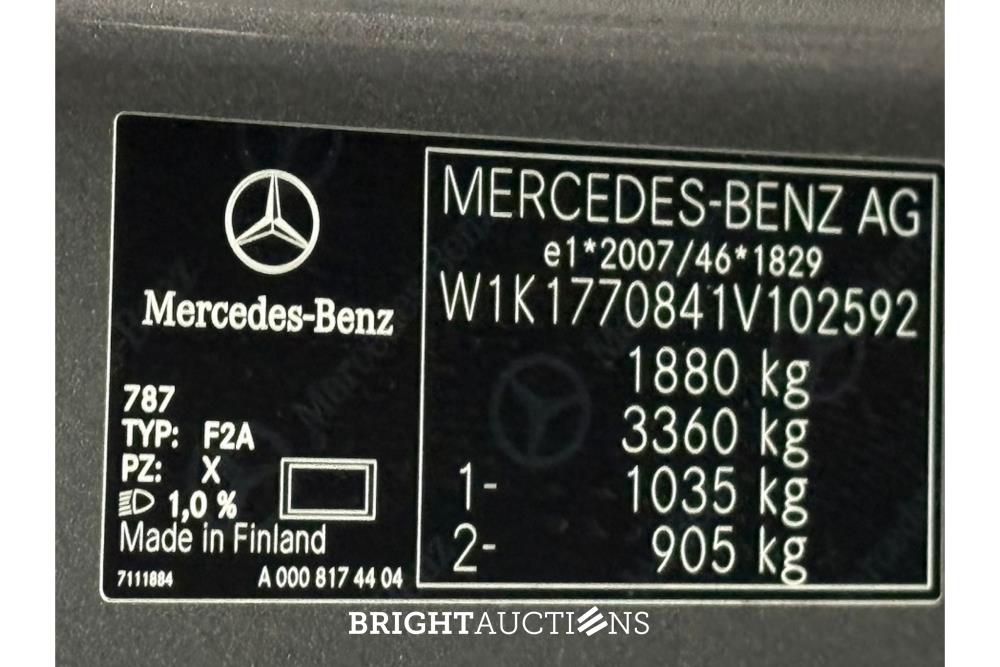 Mercedes-Benz
787
TYP: F2A
PZ: X
1,0 %
Made in Finland
7111884 A 000 817 44 04
MERCEDES-BENZ AG
e1*2007/46*1829
W1K1770841V102592
1880 kg
3360 kg
1- 1035 kg
2- 905 kg
BRIGHTAUCTIONS